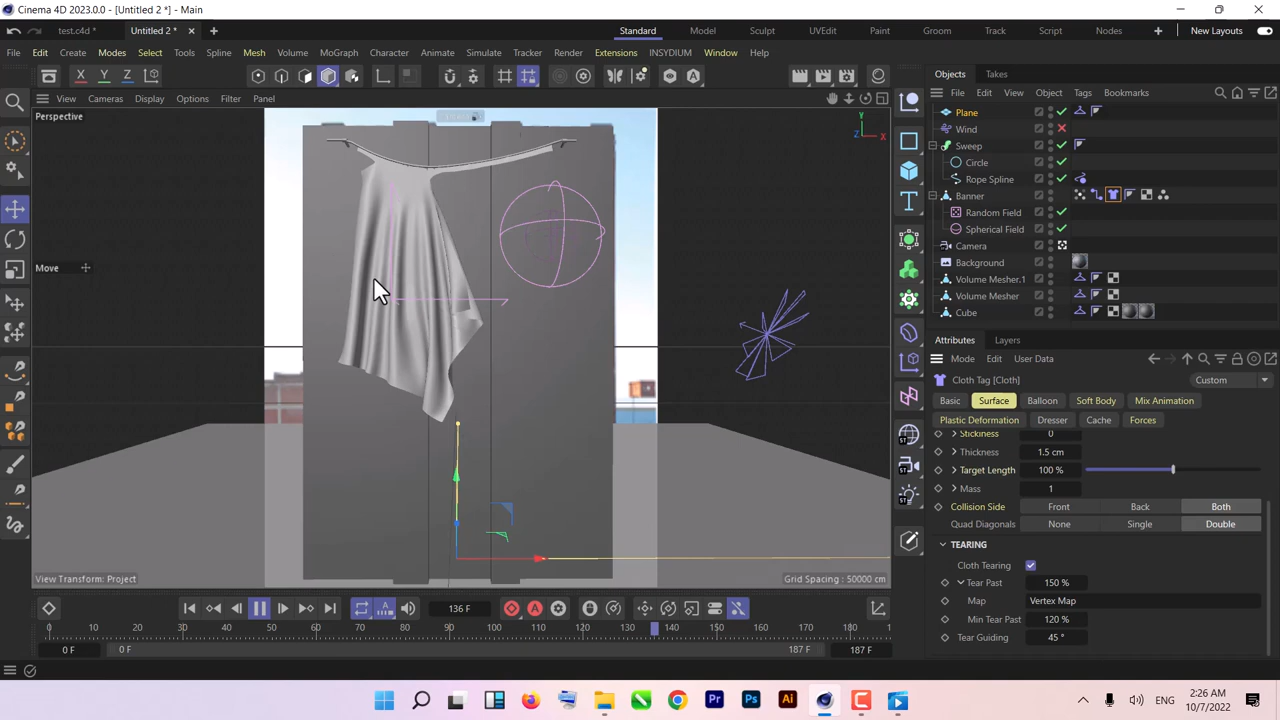 Cinema 4D 2023.0.0 - [Untitled 2 *] - Main
test.c4d *
Untitled 2 *
Standard
Model
Sculpt
UVEdit
Paint
Groom
Track
Script
Nodes
New Layouts
File
Edit
Create
Modes
Select
Tools
Spline
Mesh
Volume
MoGraph
Character
Animate
Simulate
Tracker
Render
Extensions
INSYDIUM
Window
Help
X
Y
Z
Objects
Takes
View
Cameras
Display
Options
Filter
Panel
File
Edit
View
Object
Tags
Bookmarks
Perspective
Y
Z
X
Move
Plane
Wind
Sweep
Circle
Rope Spline
Banner
Random Field
Spherical Field
Camera
Background
Volume Mesher.1
Volume Mesher
Cube
Attributes
Layers
Mode
Edit
User Data
Cloth Tag [Cloth]
Custom
Basic
Surface
Balloon
Soft Body
Mix Animation
Plastic Deformation
Dresser
Cache
Forces
Stickiness
0
Thickness
1.5 cm
Target Length
100 %
Mass
1
Collision Side
Front
Back
Both
Quad Diagonals
None
Single
Double
TEARING
Cloth Tearing
Tear Past
150 %
Map
Vertex Map
Min Tear Past
120 %
Tear Guiding
45 °
View Transform: Project
Grid Spacing : 50000 cm
136 F
0
10
20
30
40
50
60
70
80
90
100
110
120
130
140
150
160
170
180
1
0 F
0 F
187 F
187 F
Pr
Ps
Ai
ENG
2:26 AM
10/7/2022